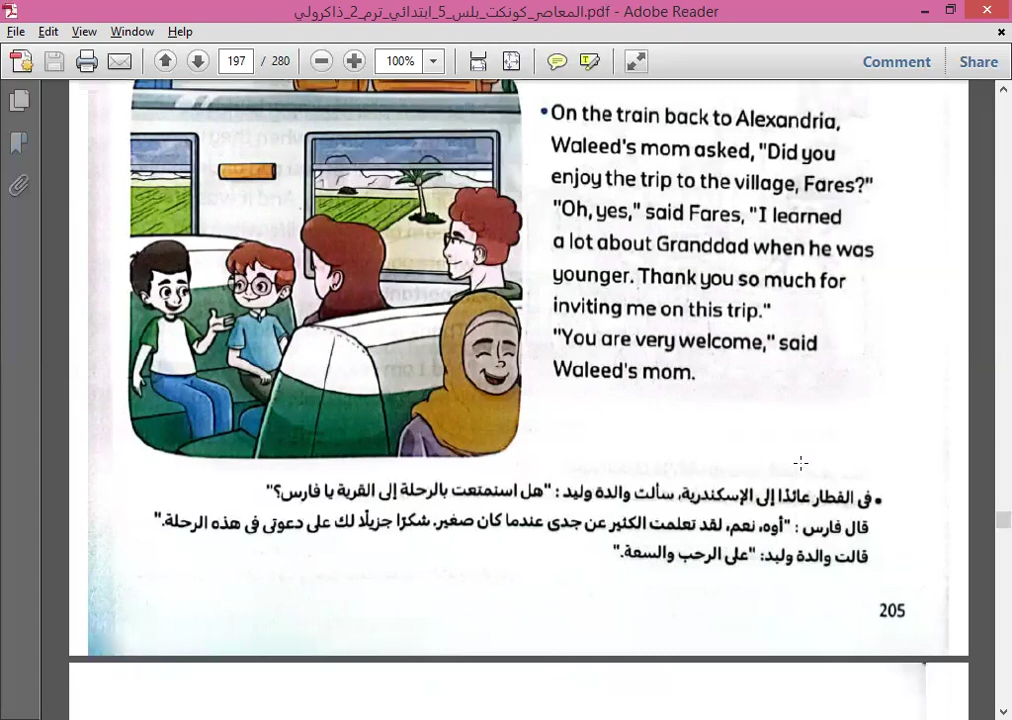 المعاصر_كونكت_بلس_5_ابتدائي_ترم_2_ذاكرولي.pdf - Adobe Reader
File Edit View Window Help
197 / 280 100% Comment Share
• On the train back to Alexandria,
Waleed's mom asked, "Did you
enjoy the trip to the village, Fares?"
"Oh, yes," said Fares, "I learned
a lot about Granddad when he was
younger. Thank you so much for
inviting me on this trip."
"You are very welcome," said
Waleed's mom.
• فى القطار عائدًا إلى الإسكندرية، سألت والدة وليد : "هل استمتعت بالرحلة إلى القرية يا فارس؟"
قال فارس : "أوه، نعم، لقد تعلمت الكثير عن جدى عندما كان صغير. شكرًا جزيلًا لك على دعوتى فى هذه الرحلة."
قالت والدة وليد: "على الرحب والسعة."
205